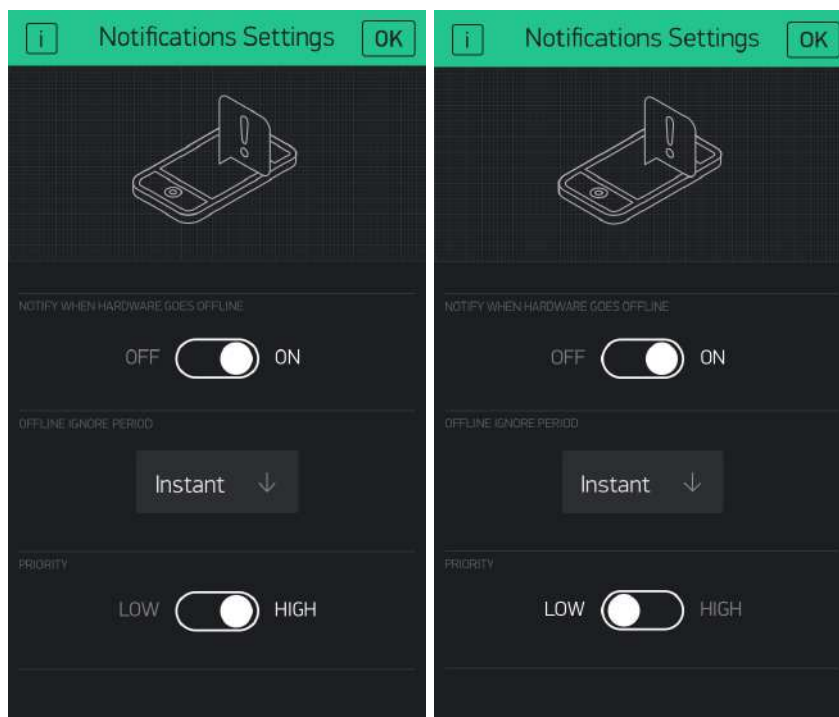 i Notifications Settings OK
NOTIFY WHEN HARDWARE GOES OFFLINE
OFF ON
OFFLINE IGNORE PERIOD
Instant ↓
PRIORITY
LOW HIGH
i Notifications Settings OK
NOTIFY WHEN HARDWARE GOES OFFLINE
OFF ON
OFFLINE IGNORE PERIOD
Instant ↓
PRIORITY
LOW HIGH